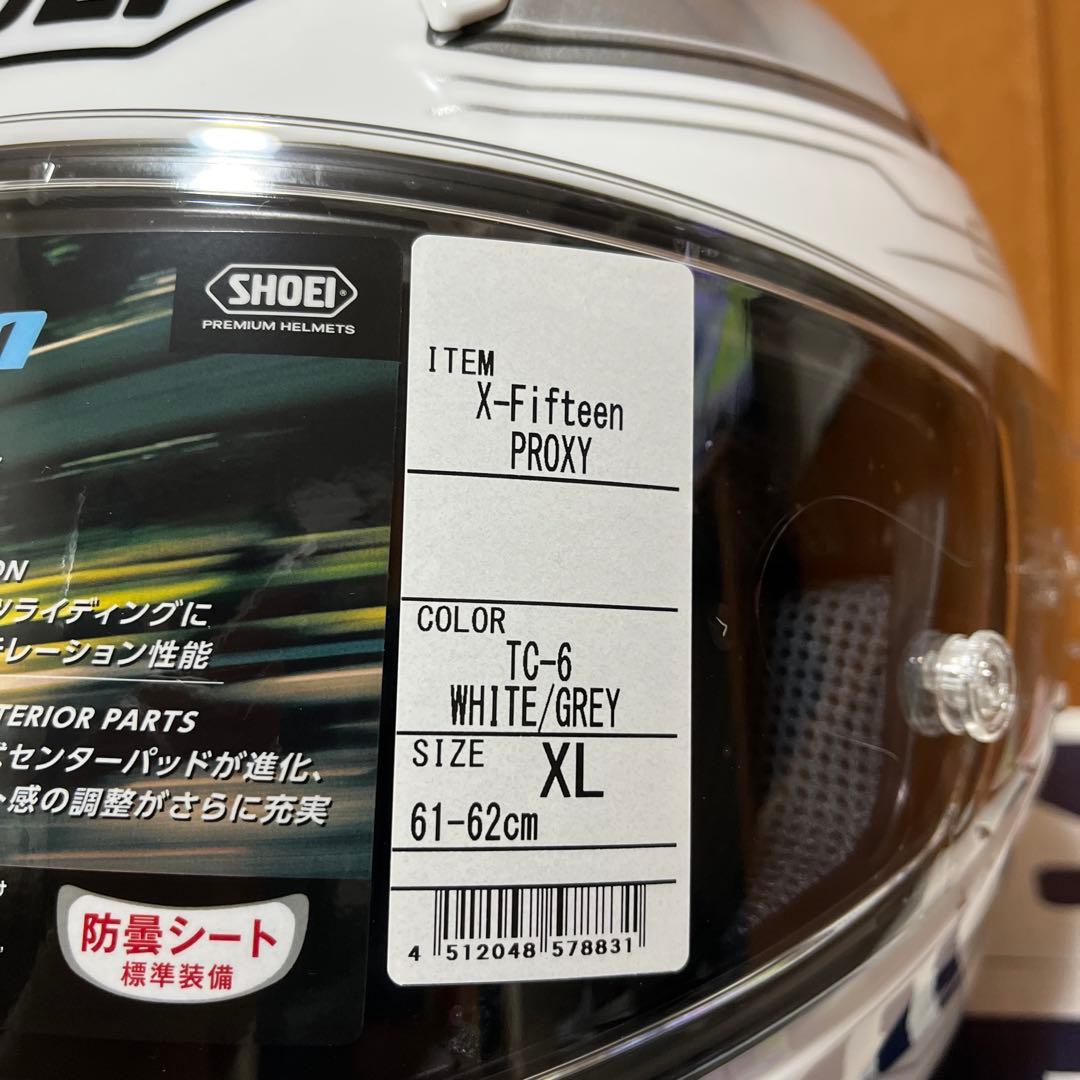 SHOEI
PREMIUM HELMETS
ライディングに
レーション性能
TERIOR PARTS
センターパッドが進化、
感の調整がさらに充実
防曇シート
標準装備
ITEM
X-Fifteen
PROXY
COLOR
TC-6
WHITE/GREY
SIZE XL
61-62cm
4 512048 578831